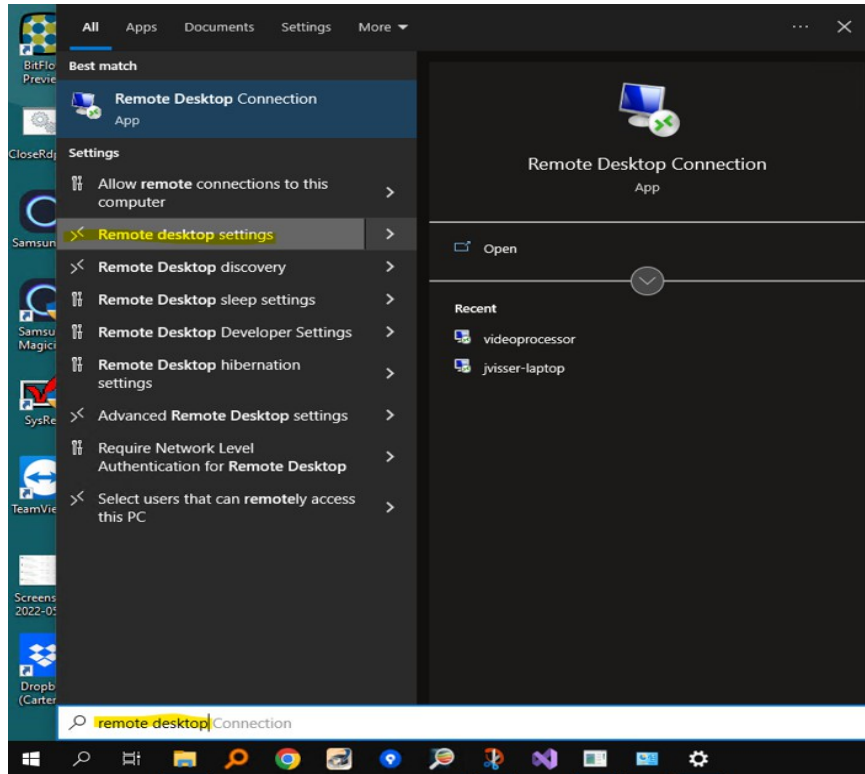 All Apps Documents Settings More
BitFlo
Previe
CloseRdp
Samsun
Samsu
Magici
SysRe
TeamVie
Screens
2022-05
Dropb
(Carter
Best match
Remote Desktop Connection
App
Settings
Allow remote connections to this
computer
Remote desktop settings
Remote Desktop discovery
Remote Desktop sleep settings
Remote Desktop Developer Settings
Remote Desktop hibernation
settings
Advanced Remote Desktop settings
Require Network Level
Authentication for Remote Desktop
Select users that can remotely access
this PC
Remote Desktop Connection
App
Open
Recent
videoprocessor
jvisser-laptop
remote desktop Connection